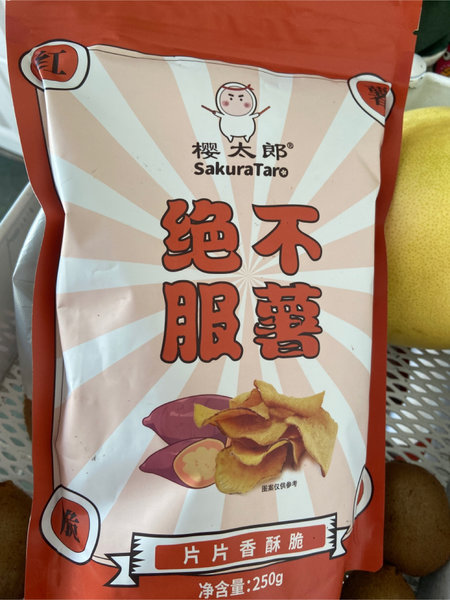 红 薯
樱太郎®
SakuraTaro
绝不
服薯
图案仅供参考
脆
片片香酥脆
净含量:250g